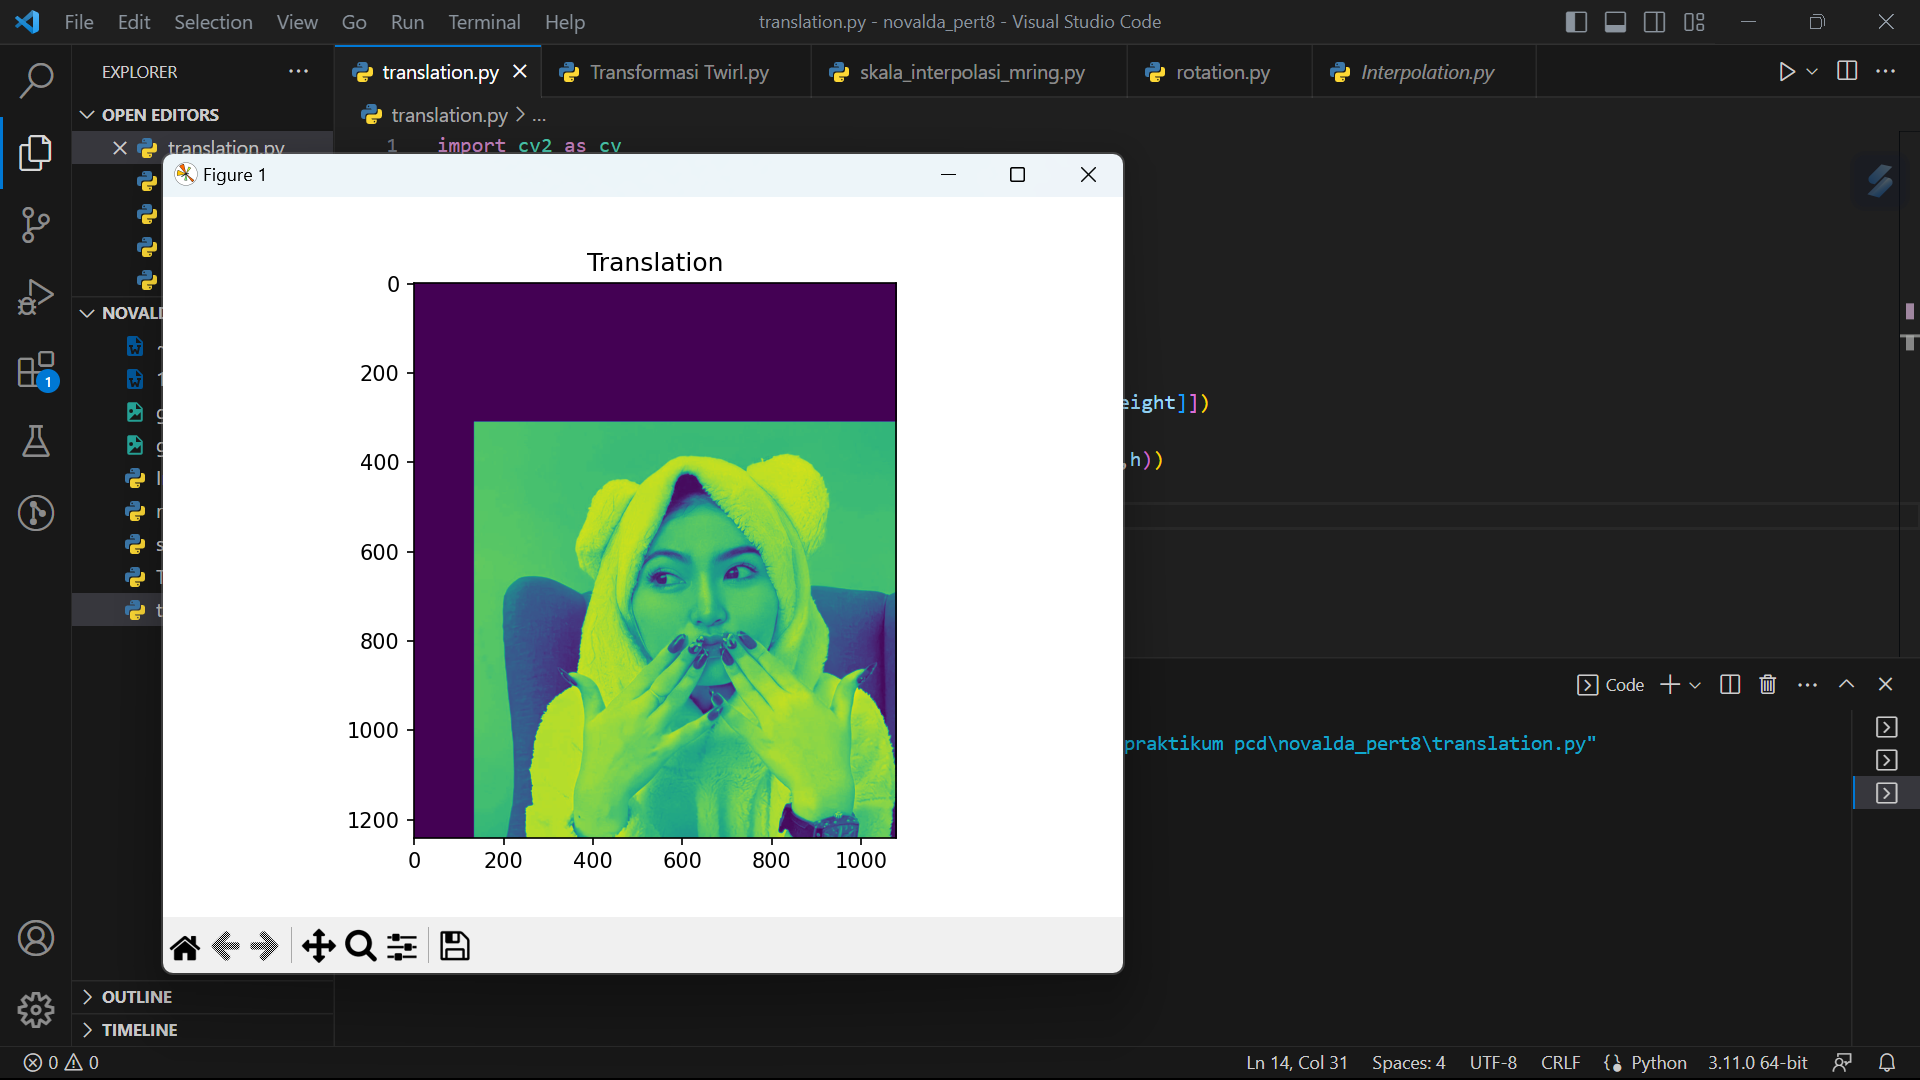 File Edit Selection View Go Run Terminal Help
translation.py - novalda_pert8 - Visual Studio Code
EXPLORER
translation.py
Transformasi Twirl.py
skala_interpolasi_mring.py
rotation.py
Interpolation.py
OPEN EDITORS
translation.py > ...
translation.py
1 import cv2 as cv
Figure 1
NOVAL
Translation
0
200
400
600
800
1000
1200
0 200 400 600 800 1000
eight]])
,h))
1
Code
praktikum pcd\novalda_pert8\translation.py"
OUTLINE
TIMELINE
0 0
Ln 14, Col 31 Spaces: 4 UTF-8 CRLF Python 3.11.0 64-bit